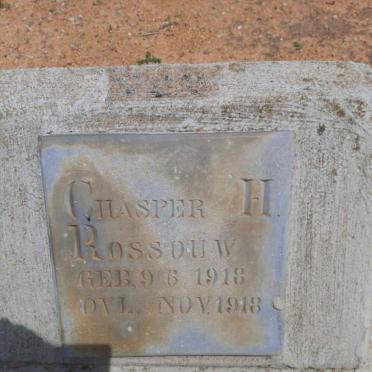 CHASPER H.
ROSSOUW
GEB. 9 6 1918
OVL. NOV. 1918